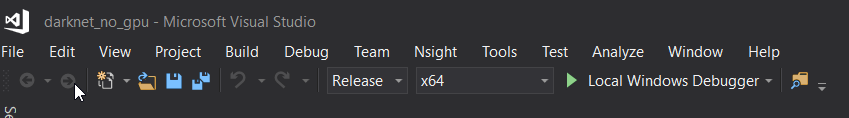 darknet_no_gpu - Microsoft Visual Studio
File Edit View Project Build Debug Team Nsight Tools Test Analyze Window Help
Release x64 Local Windows Debugger
Se